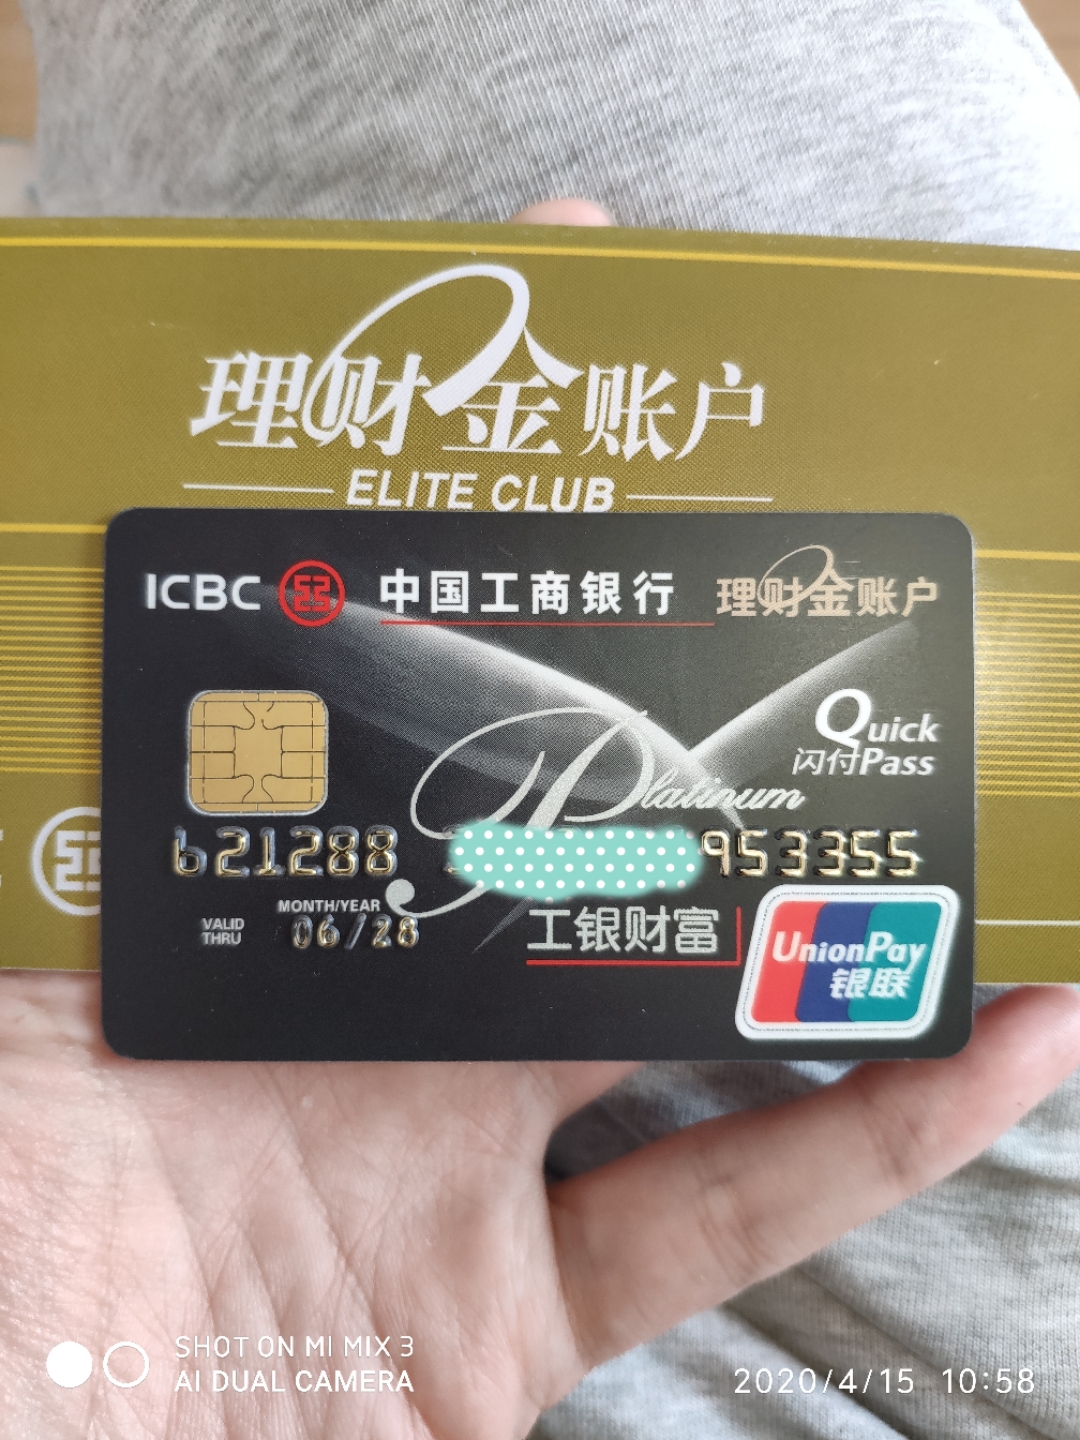 理财金账户
ELITE CLUB
ICBC 中国工商银行 理财金账户
Quick
闪付Pass
Platinum
621288 953355
MONTH/YEAR
VALID THRU 06/28
工银财富
UnionPay
银联
SHOT ON MI MIX 3
AI DUAL CAMERA
2020/4/15 10:58